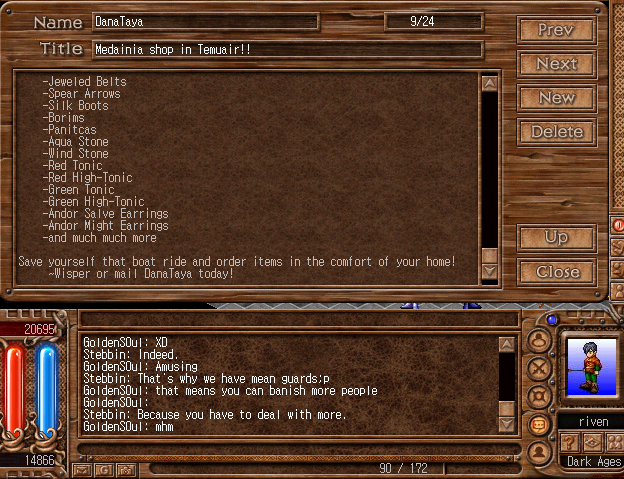 Name DanaTaya 9/24
Title Medainia shop in Temuair!!
Prev
Next
New
Delete
Up
Close
-Jeweled Belts
-Spear Arrows
-Silk Boots
-Borims
-Panitcas
-Aqua Stone
-Wind Stone
-Red Tonic
-Red High-Tonic
-Green Tonic
-Green High-Tonic
-Andor Salve Earrings
-Andor Might Earrings
-and much much more
Save yourself that boat ride and order items in the comfort of your home!
~Wisper or mail DanaTaya today!
20695
14866
GoldenSOul: XD
Stebbin: Indeed.
GoldenSOul: Amusing
Stebbin: That's why we have mean guards;p
GoldenSOul: that means you can banish more people
GoldenSOul:
Stebbin: Because you have to deal with more.
GoldenSOul: mhm
G
90 / 172
riven
?
Dark Ages